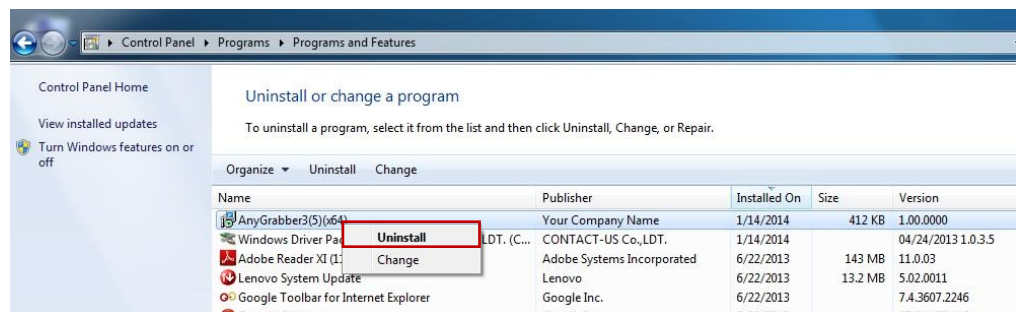 Control Panel ▸ Programs ▸ Programs and Features
Control Panel Home
View installed updates
Turn Windows features on or
off
Uninstall or change a program
To uninstall a program, select it from the list and then click Uninstall, Change, or Repair.
Organize Uninstall Change
Name Publisher Installed On Size Version
AnyGrabber3(5)(x64) Your Company Name 1/14/2014 412 KB 1.00.0000
Windows Driver Pac LDT. (C... CONTACT-US Co.,LDT. 1/14/2014 04/24/2013 1.0.3.5
Adobe Reader XI (11 Adobe Systems Incorporated 6/22/2013 143 MB 11.0.03
Lenovo System Update Lenovo 6/22/2013 13.2 MB 5.02.0011
Google Toolbar for Internet Explorer Google Inc. 6/22/2013 7.4.3607.2246
Uninstall
Change